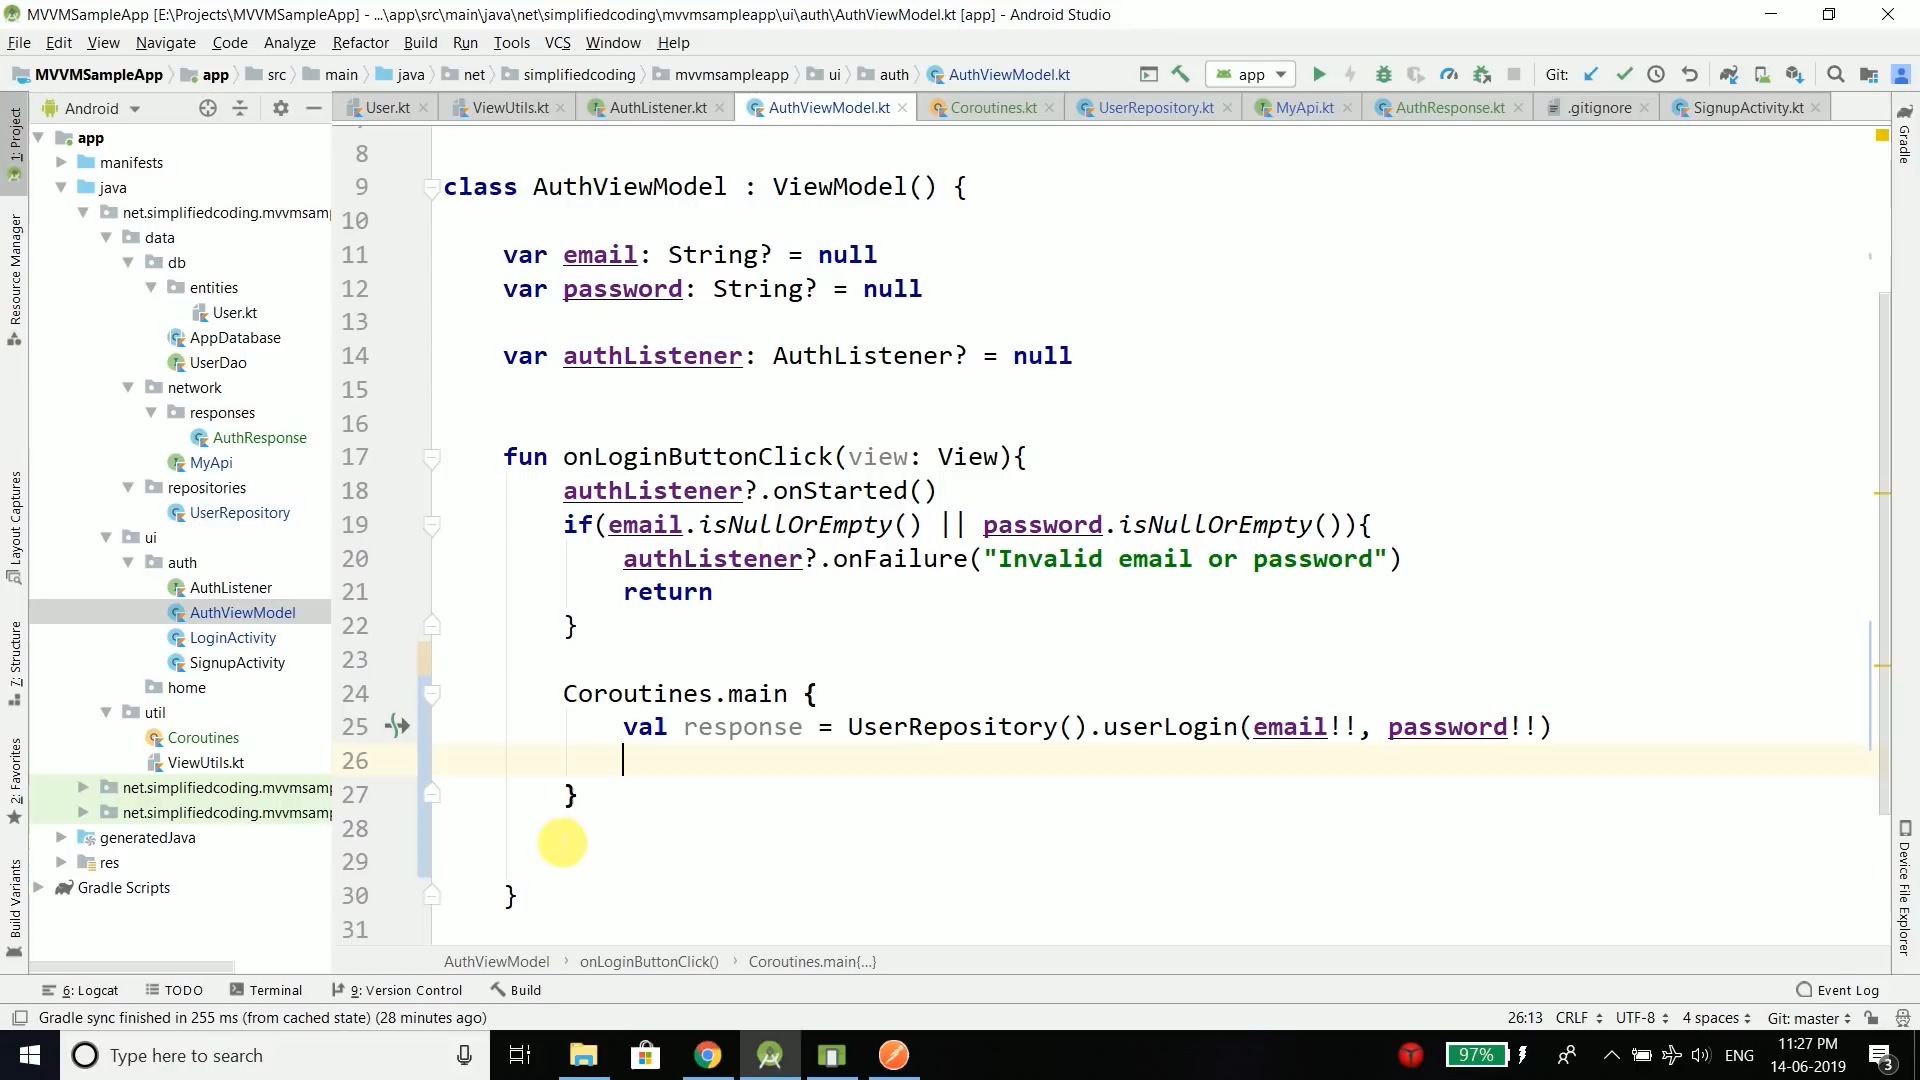 MVVMSampleApp [E:\Projects\MVVMSampleApp] - ...\app\src\main\java\net\simplifiedcoding\mvvmsampleapp\ui\auth\AuthViewModel.kt [app] - Android Studio
File Edit View Navigate Code Analyze Refactor Build Run Tools VCS Window Help
MVVMSampleApp app src main java net simplifiedcoding mvvmsampleapp ui auth AuthViewModel.kt app Git:
Android
User.kt ViewUtils.kt AuthListener.kt AuthViewModel.kt Coroutines.kt UserRepository.kt MyApi.kt AuthResponse.kt .gitignore SignupActivity.kt
1: Project
Resource Manager
Layout Captures
7: Structure
2: Favorites
Build Variants
app
manifests
java
net.simplifiedcoding.mvvmsamp
data
db
entities
User.kt
AppDatabase
UserDao
network
responses
AuthResponse
MyApi
repositories
UserRepository
ui
auth
AuthListener
AuthViewModel
LoginActivity
SignupActivity
home
util
Coroutines
ViewUtils.kt
net.simplifiedcoding.mvvmsamp
net.simplifiedcoding.mvvmsamp
generatedJava
res
Gradle Scripts
8
9 class AuthViewModel : ViewModel() {
10
11 var email: String? = null
12 var password: String? = null
13
14 var authListener: AuthListener? = null
15
16
17 fun onLoginButtonClick(view: View){
18 authListener?.onStarted()
19 if(email.isNullOrEmpty() || password.isNullOrEmpty()){
20 authListener?.onFailure("Invalid email or password")
21 return
22 }
23
24 Coroutines.main {
25 val response = UserRepository().userLogin(email!!, password!!)
26
27 }
28
29
30 }
31
Gradle
Device File Explorer
AuthViewModel › onLoginButtonClick() › Coroutines.main{...}
6: Logcat TODO Terminal 9: Version Control Build Event Log
Gradle sync finished in 255 ms (from cached state) (28 minutes ago) 26:13 CRLF UTF-8 4 spaces Git: master
Type here to search 97% ENG 11:27 PM
14-06-2019 3